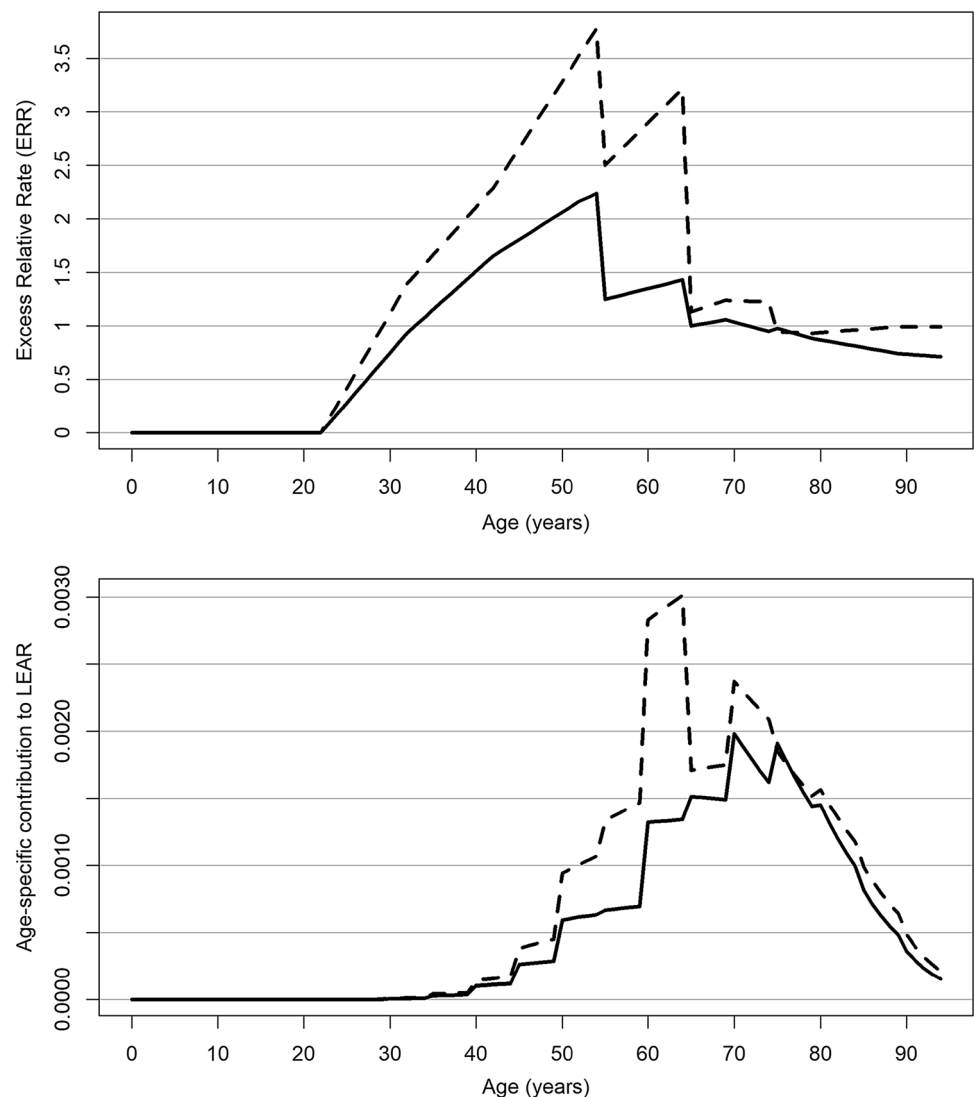 Excess Relative Rate (ERR)
3.5
3
2.5
2
1.5
1
0.5
0
0 10 20 30 40 50 60 70 80 90
Age (years)
Age-specific contribution to LEAR
0.0030
0.0020
0.0010
0.0000
0 10 20 30 40 50 60 70 80 90
Age (years)